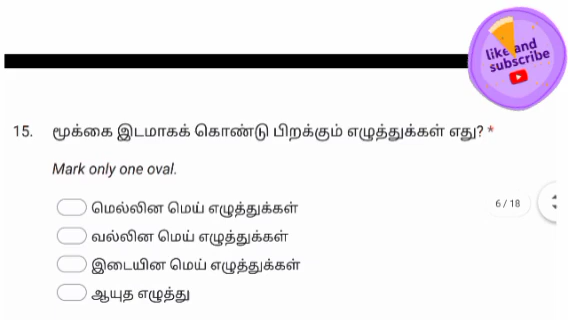 like and
subscribe
15. மூக்கை இடமாகக் கொண்டு பிறக்கும் எழுத்துக்கள் எது? *
Mark only one oval.
மெல்லின மெய் எழுத்துக்கள்
6 / 18
வல்லின மெய் எழுத்துக்கள்
இடையின மெய் எழுத்துக்கள்
ஆயுத எழுத்து